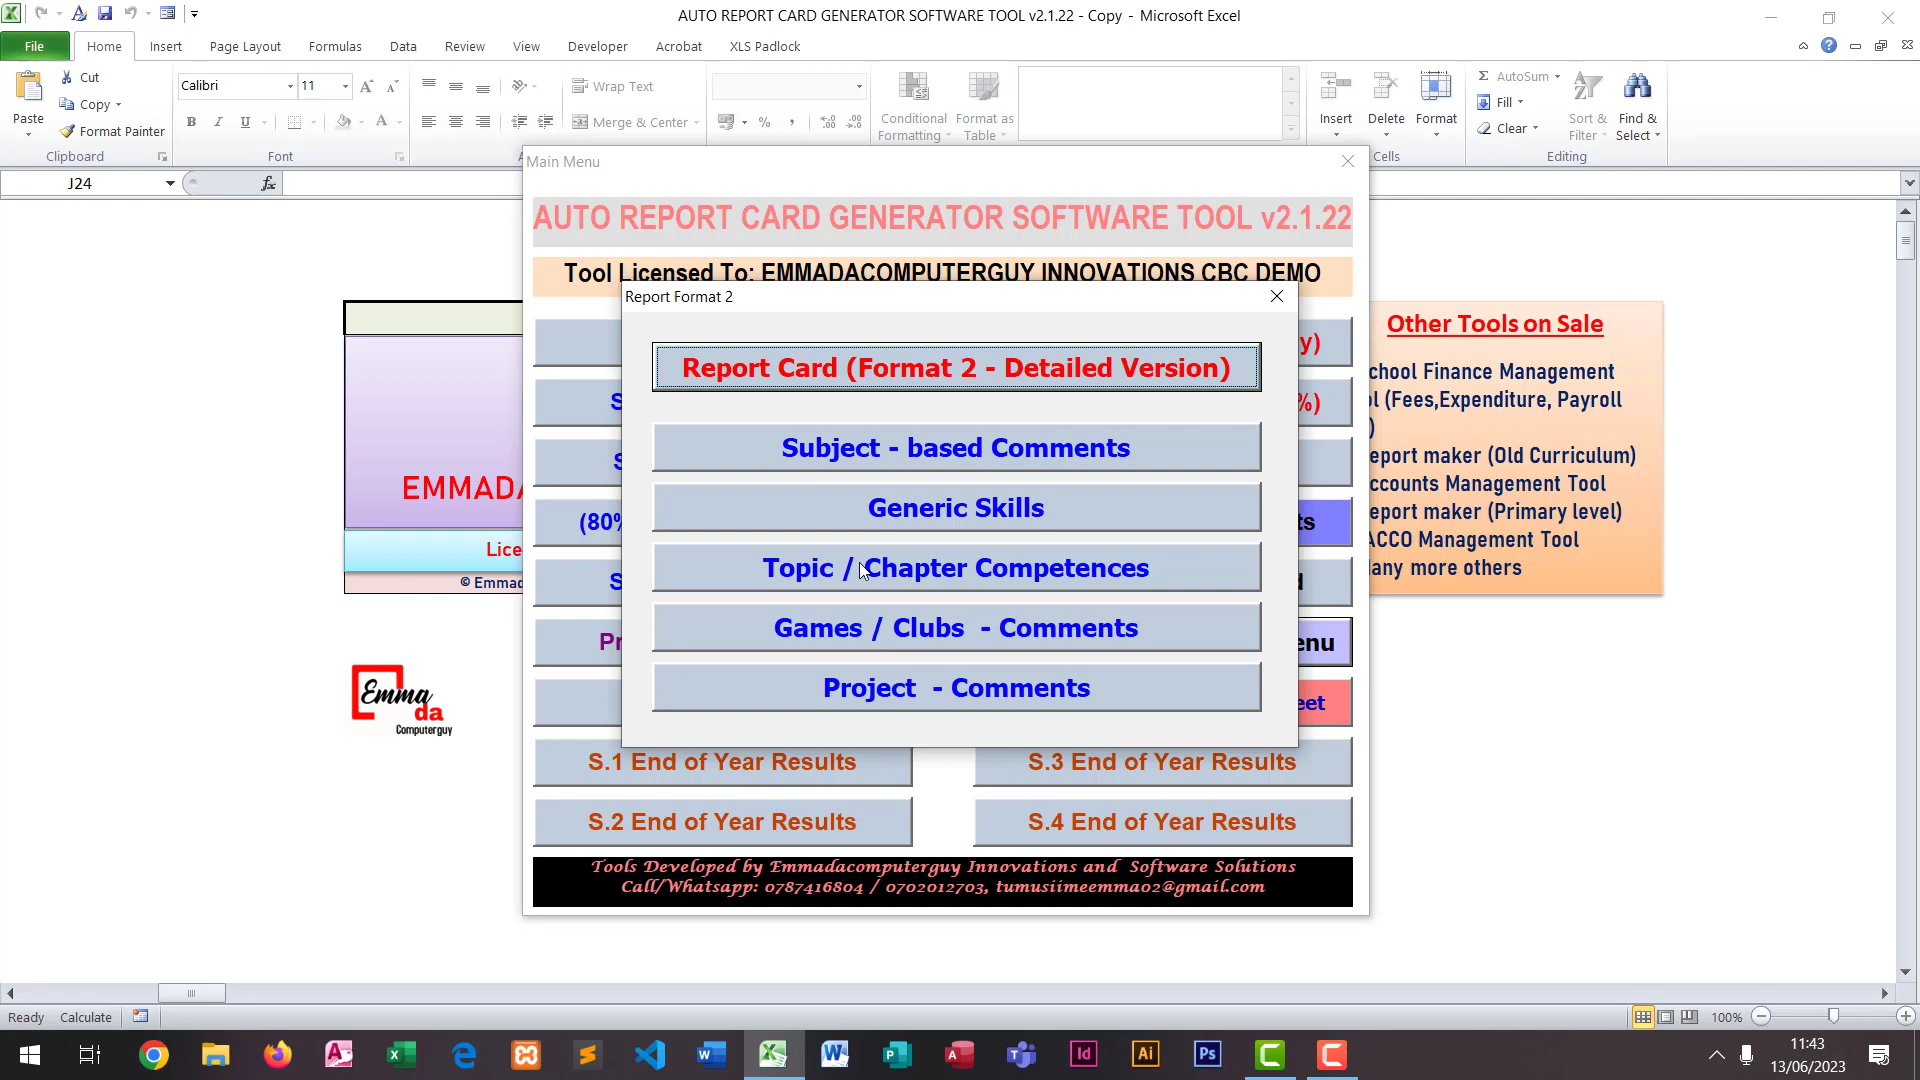 AUTO REPORT CARD GENERATOR SOFTWARE TOOL v2.1.22 - Copy - Microsoft Excel
File Home Insert Page Layout Formulas Data Review View Developer Acrobat XLS Padlock
Paste
Cut
Copy
Format Painter
Clipboard
Calibri 11
B I U
Font
Wrap Text
Merge & Center
Conditional Formatting
Format as Table
Insert Delete Format
Cells
AutoSum
Fill
Clear
Sort & Filter
Find & Select
Editing
J24
fx
Main Menu
AUTO REPORT CARD GENERATOR SOFTWARE TOOL v2.1.22
Tool Licensed To: EMMADACOMPUTERGUY INNOVATIONS CBC DEMO
Report Format 2
Report Card (Format 2 - Detailed Version)
Subject - based Comments
Generic Skills
Topic / Chapter Competences
Games / Clubs - Comments
Project - Comments
S.1 End of Year Results
S.3 End of Year Results
S.2 End of Year Results
S.4 End of Year Results
Tools Developed by Emmadacomputerguy Innovations and Software Solutions
Call/Whatsapp: 0787416804 / 0702012703, tumusiimeemma02@gmail.com
EMMADA
Lice
© Emmad
Emma
da
Computerguy
(80%
Pr
y)
%)
ts
d
enu
eet
Other Tools on Sale
chool Finance Management
ol (Fees,Expenditure, Payroll
)
eport maker (Old Curriculum)
ccounts Management Tool
eport maker (Primary level)
ACCO Management Tool
any more others
Ready Calculate
100%
11:43
13/06/2023